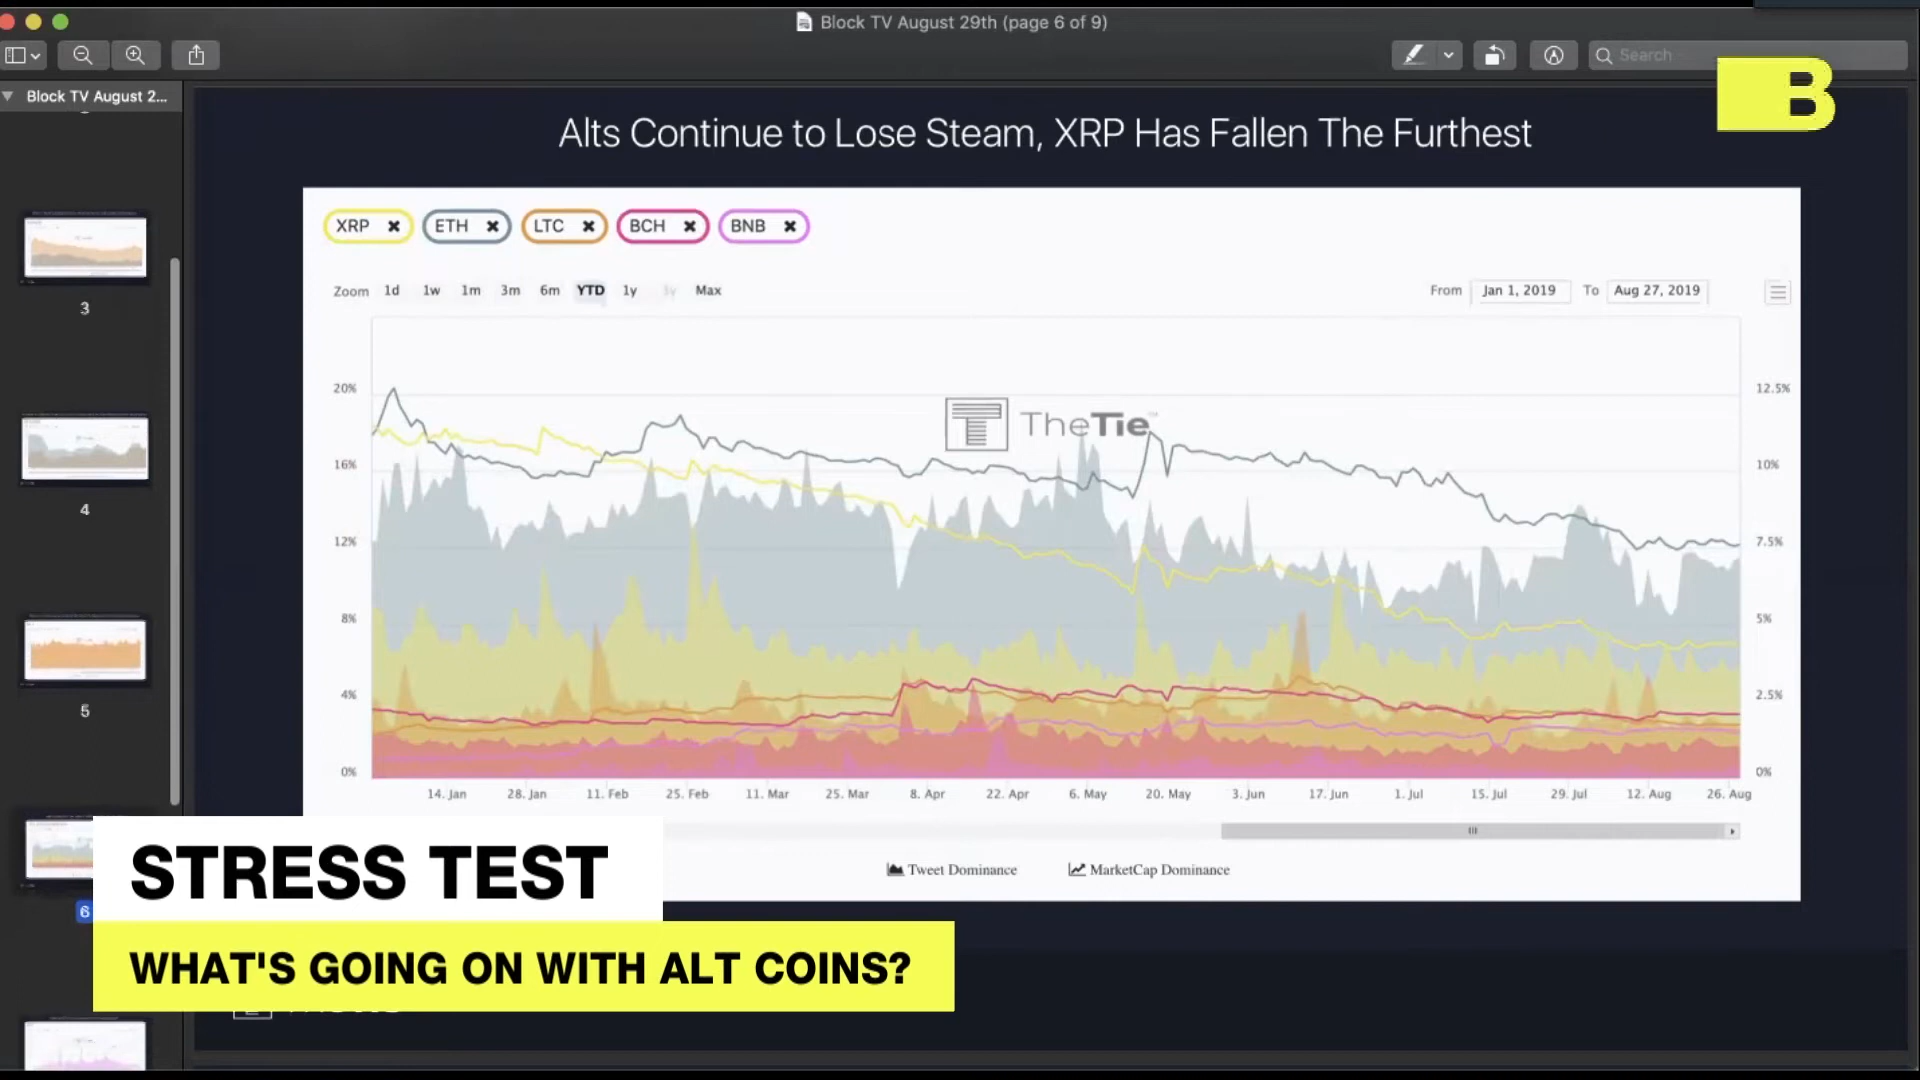 Block TV August 29th (page 6 of 9)
Search
Block TV August 2...
B
Alts Continue to Lose Steam, XRP Has Fallen The Furthest
XRP ETH LTC BCH BNB
Zoom 1d 1w 1m 3m 6m YTD 1y 3y Max
From Jan 1, 2019 To Aug 27, 2019
TheTie
20% 12.5%
16% 10%
12% 7.5%
8% 5%
4% 2.5%
0% 0%
14. Jan 28. Jan 11. Feb 25. Feb 11. Mar 25. Mar 8. Apr 22. Apr 6. May 20. May 3. Jun 17. Jun 1. Jul 15. Jul 29. Jul 12. Aug 26. Aug
Tweet Dominance MarketCap Dominance
3
4
5
6
STRESS TEST
WHAT'S GOING ON WITH ALT COINS?